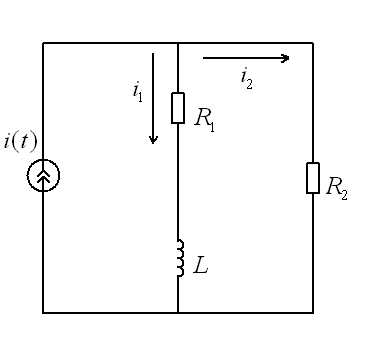 i₁
i₂
R₁
i(t)
R₂
L